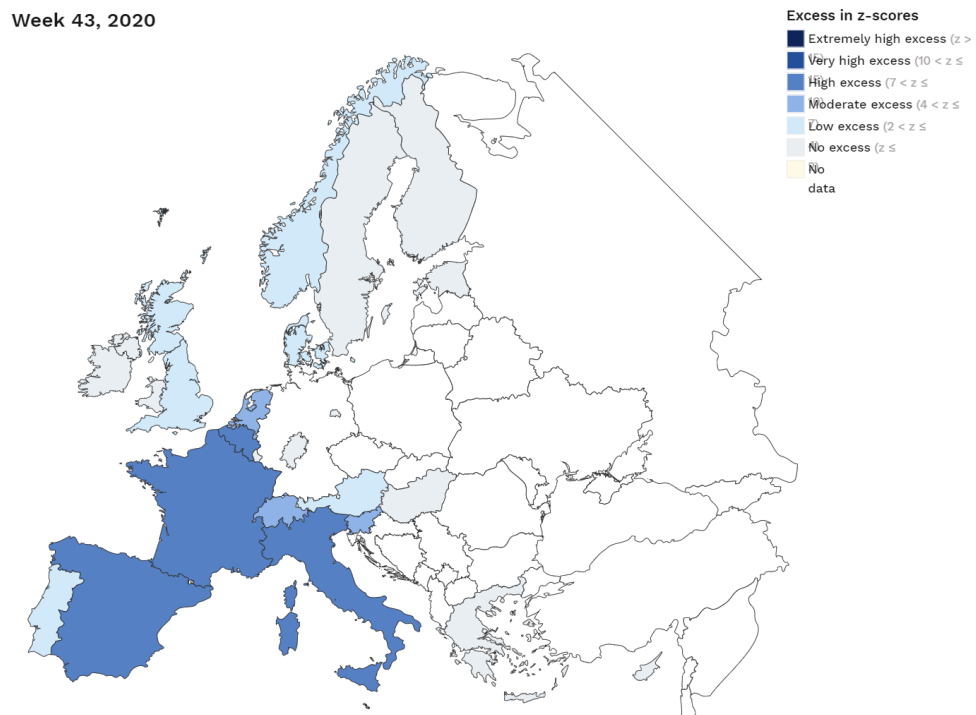 Week 43, 2020
Excess in z-scores
Extremely high excess (z >
Very high excess (10 < z ≤
High excess (7 < z ≤
Moderate excess (4 < z ≤
Low excess (2 < z ≤
No excess (z ≤
No
data